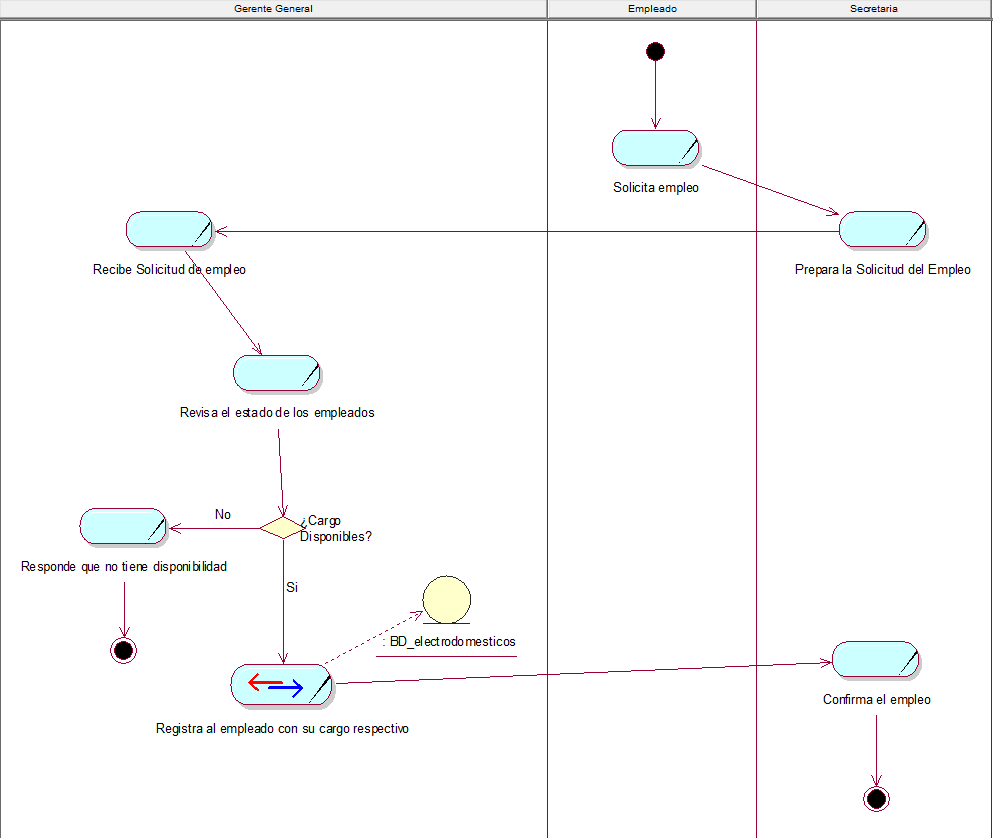 Gerente General
Empleado
Secretaria
Solicita empleo
Recibe Solicitud de empleo
Prepara la Solicitud del Empleo
Revisa el estado de los empleados
No
¿Cargo
Disponibles?
Responde que no tiene disponibilidad
Si
: BD_electrodomesticos
Confirma el empleo
Registra al empleado con su cargo respectivo